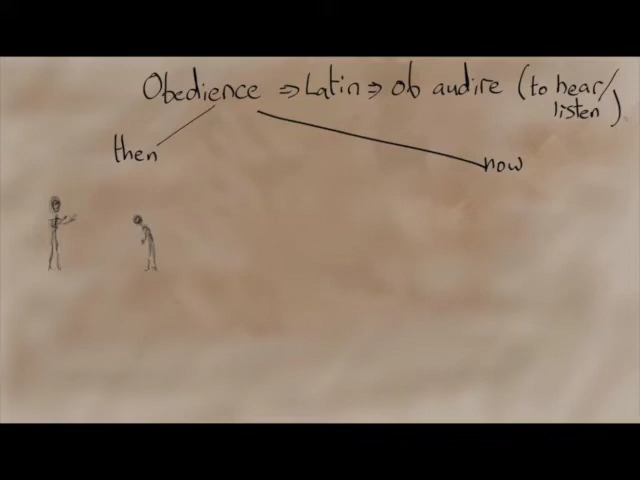 Obedience ⇒ Latin ⇒ ob audire (to hear/
listen)
then
now